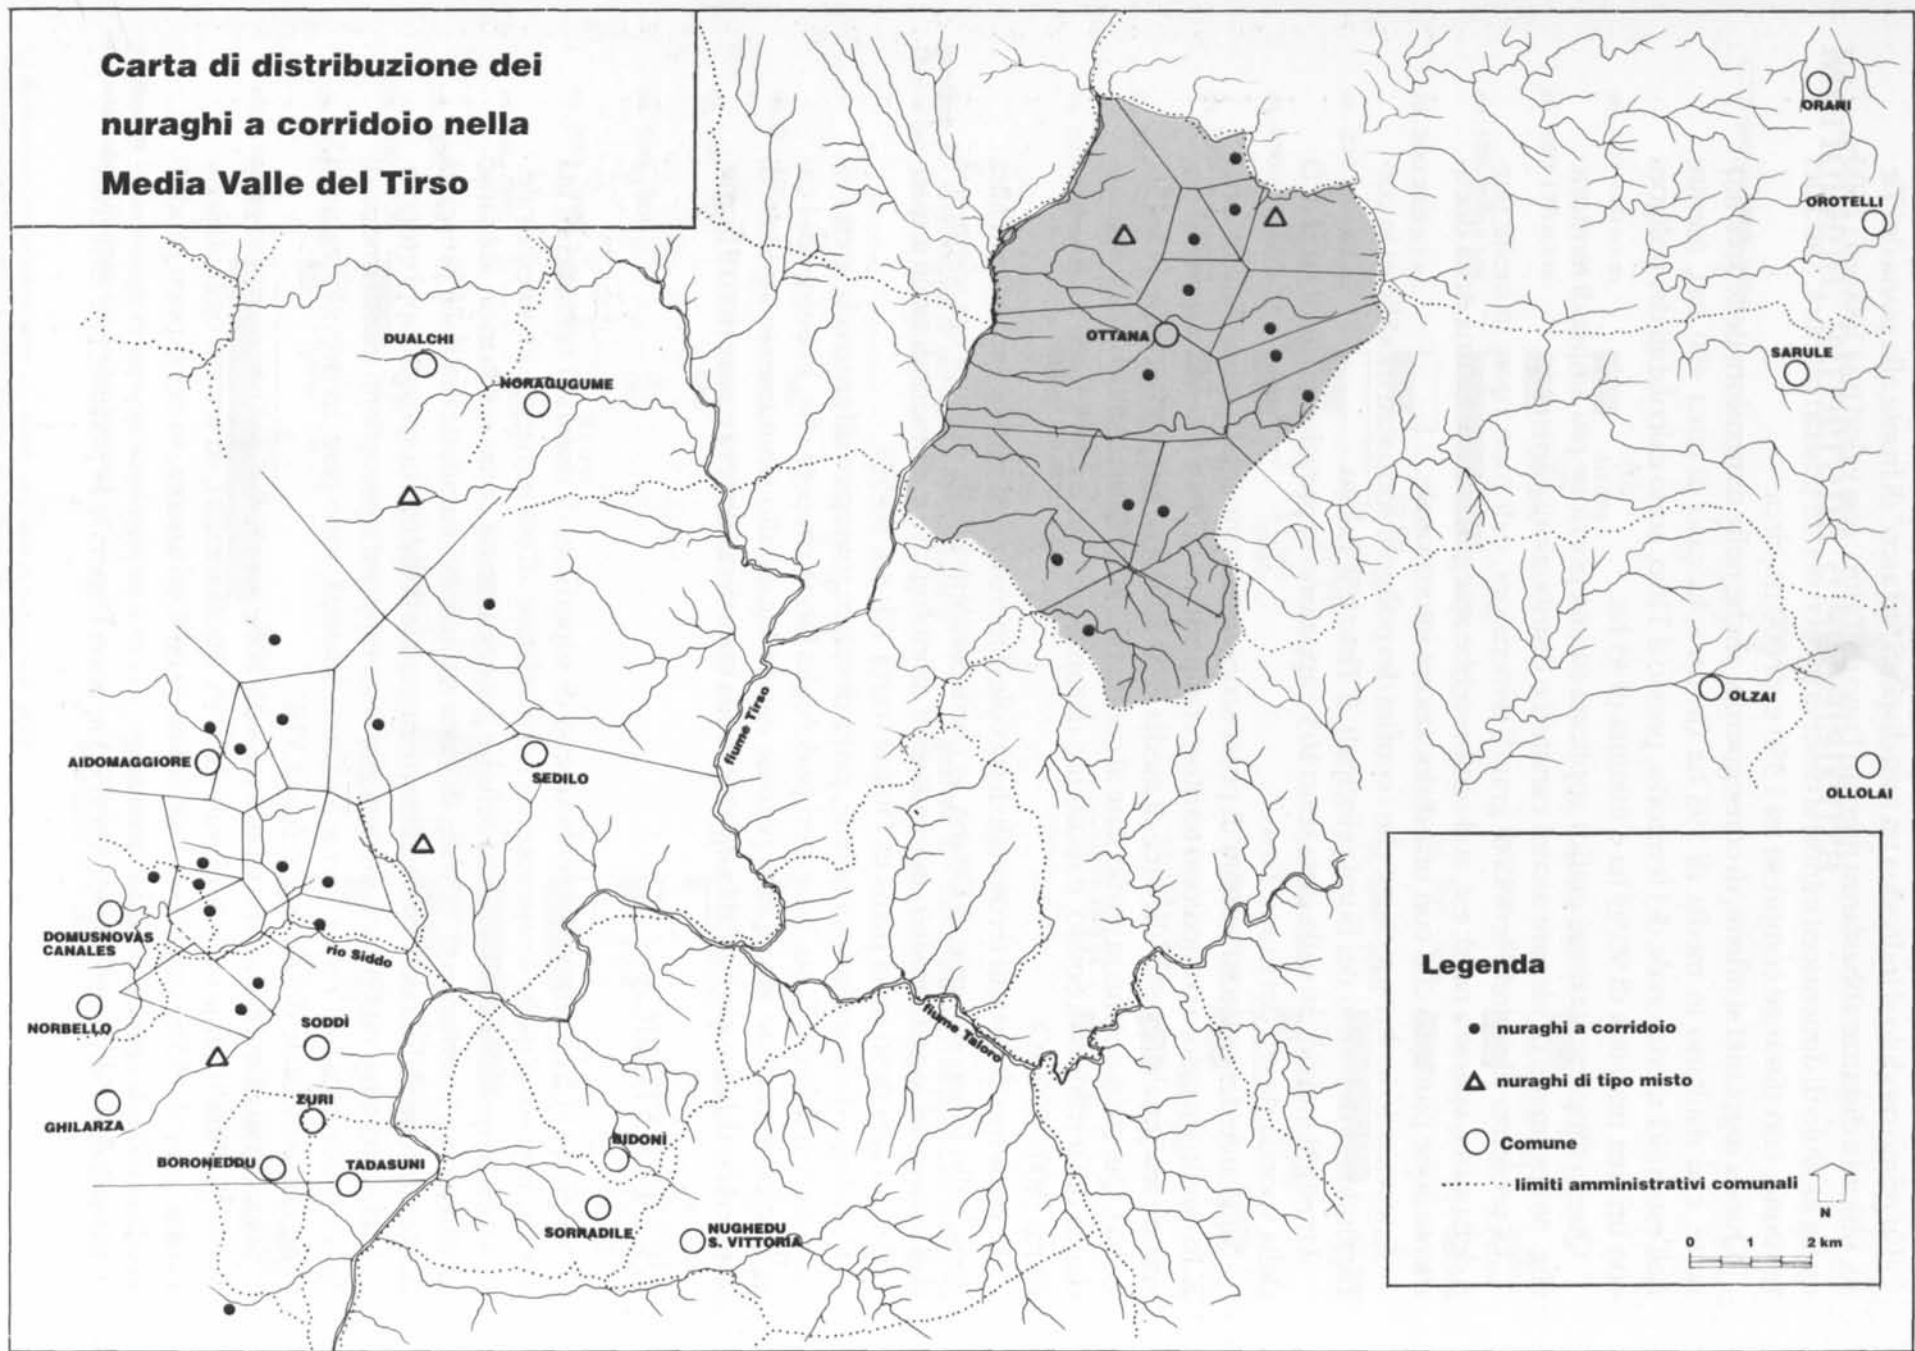 Carta di distribuzione dei
nuraghi a corridoio nella
Media Valle del Tirso
ORANI
OROTELLI
DUALCHI
NORAGUGUME
OTTANA
SARULE
fiume Tirso
OLZAI
AIDOMAGGIORE
SEDILO
OLLOLAI
DOMUSNOVAS
CANALES
rio Siddo
NORBELLO
SODDÌ
fiume Taloro
GHILARZA
ZURI
BORONEDDU
TADASUNI
BIDONÌ
SORRADILE
NUGHEDU
S. VITTORIA
Legenda
nuraghi a corridoio
nuraghi di tipo misto
Comune
limiti amministrativi comunali
N
0 1 2 km